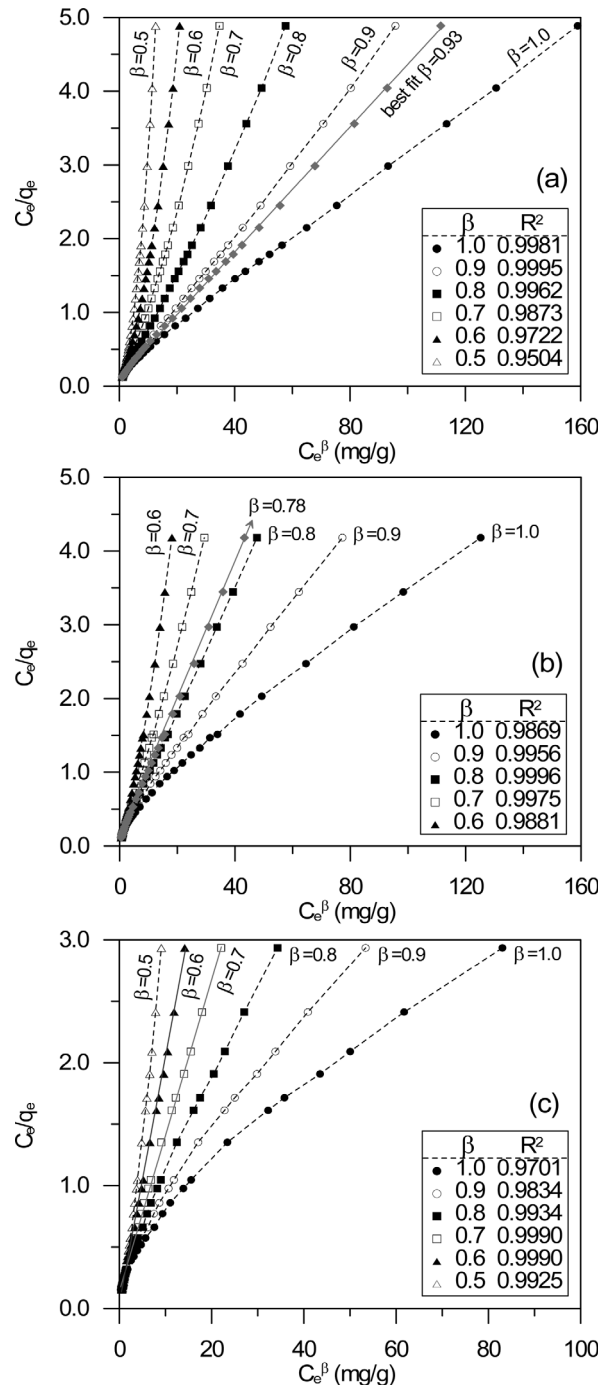 5.0
4.0
3.0
2.0
1.0
0.0
Ce/qe
β=0.5
β=0.6
β=0.7
β=0.8
β=0.9
best fit β=0.93
β=1.0
(a)
β R²
1.0 0.9981
0.9 0.9995
0.8 0.9962
0.7 0.9873
0.6 0.9722
0.5 0.9504
0 40 80 120 160
Ceβ (mg/g)
5.0
4.0
3.0
2.0
1.0
0.0
Ce/qe
β=0.6
β=0.7
β=0.78
β=0.8
β=0.9
β=1.0
(b)
β R²
1.0 0.9869
0.9 0.9956
0.8 0.9996
0.7 0.9975
0.6 0.9881
0 40 80 120 160
Ceβ (mg/g)
3.0
2.0
1.0
0.0
Ce/qe
β=0.5
β=0.6
β=0.7
β=0.8
β=0.9
β=1.0
(c)
β R²
1.0 0.9701
0.9 0.9834
0.8 0.9934
0.7 0.9990
0.6 0.9990
0.5 0.9925
0 20 40 60 80 100
Ceβ (mg/g)